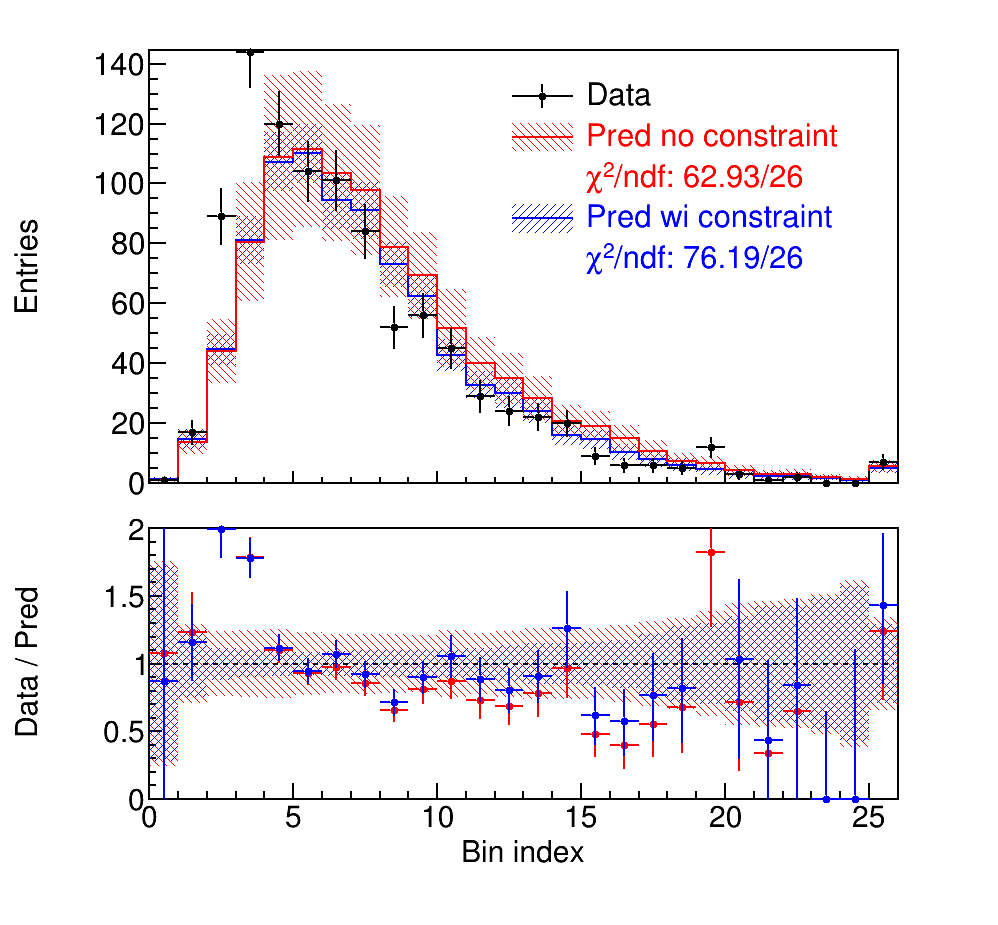 140
120
100
80
60
40
20
0
Entries
Data
Pred no constraint
χ²/ndf: 62.93/26
Pred wi constraint
χ²/ndf: 76.19/26
2
1.5
1
0.5
0
Data / Pred
0 5 10 15 20 25
Bin index